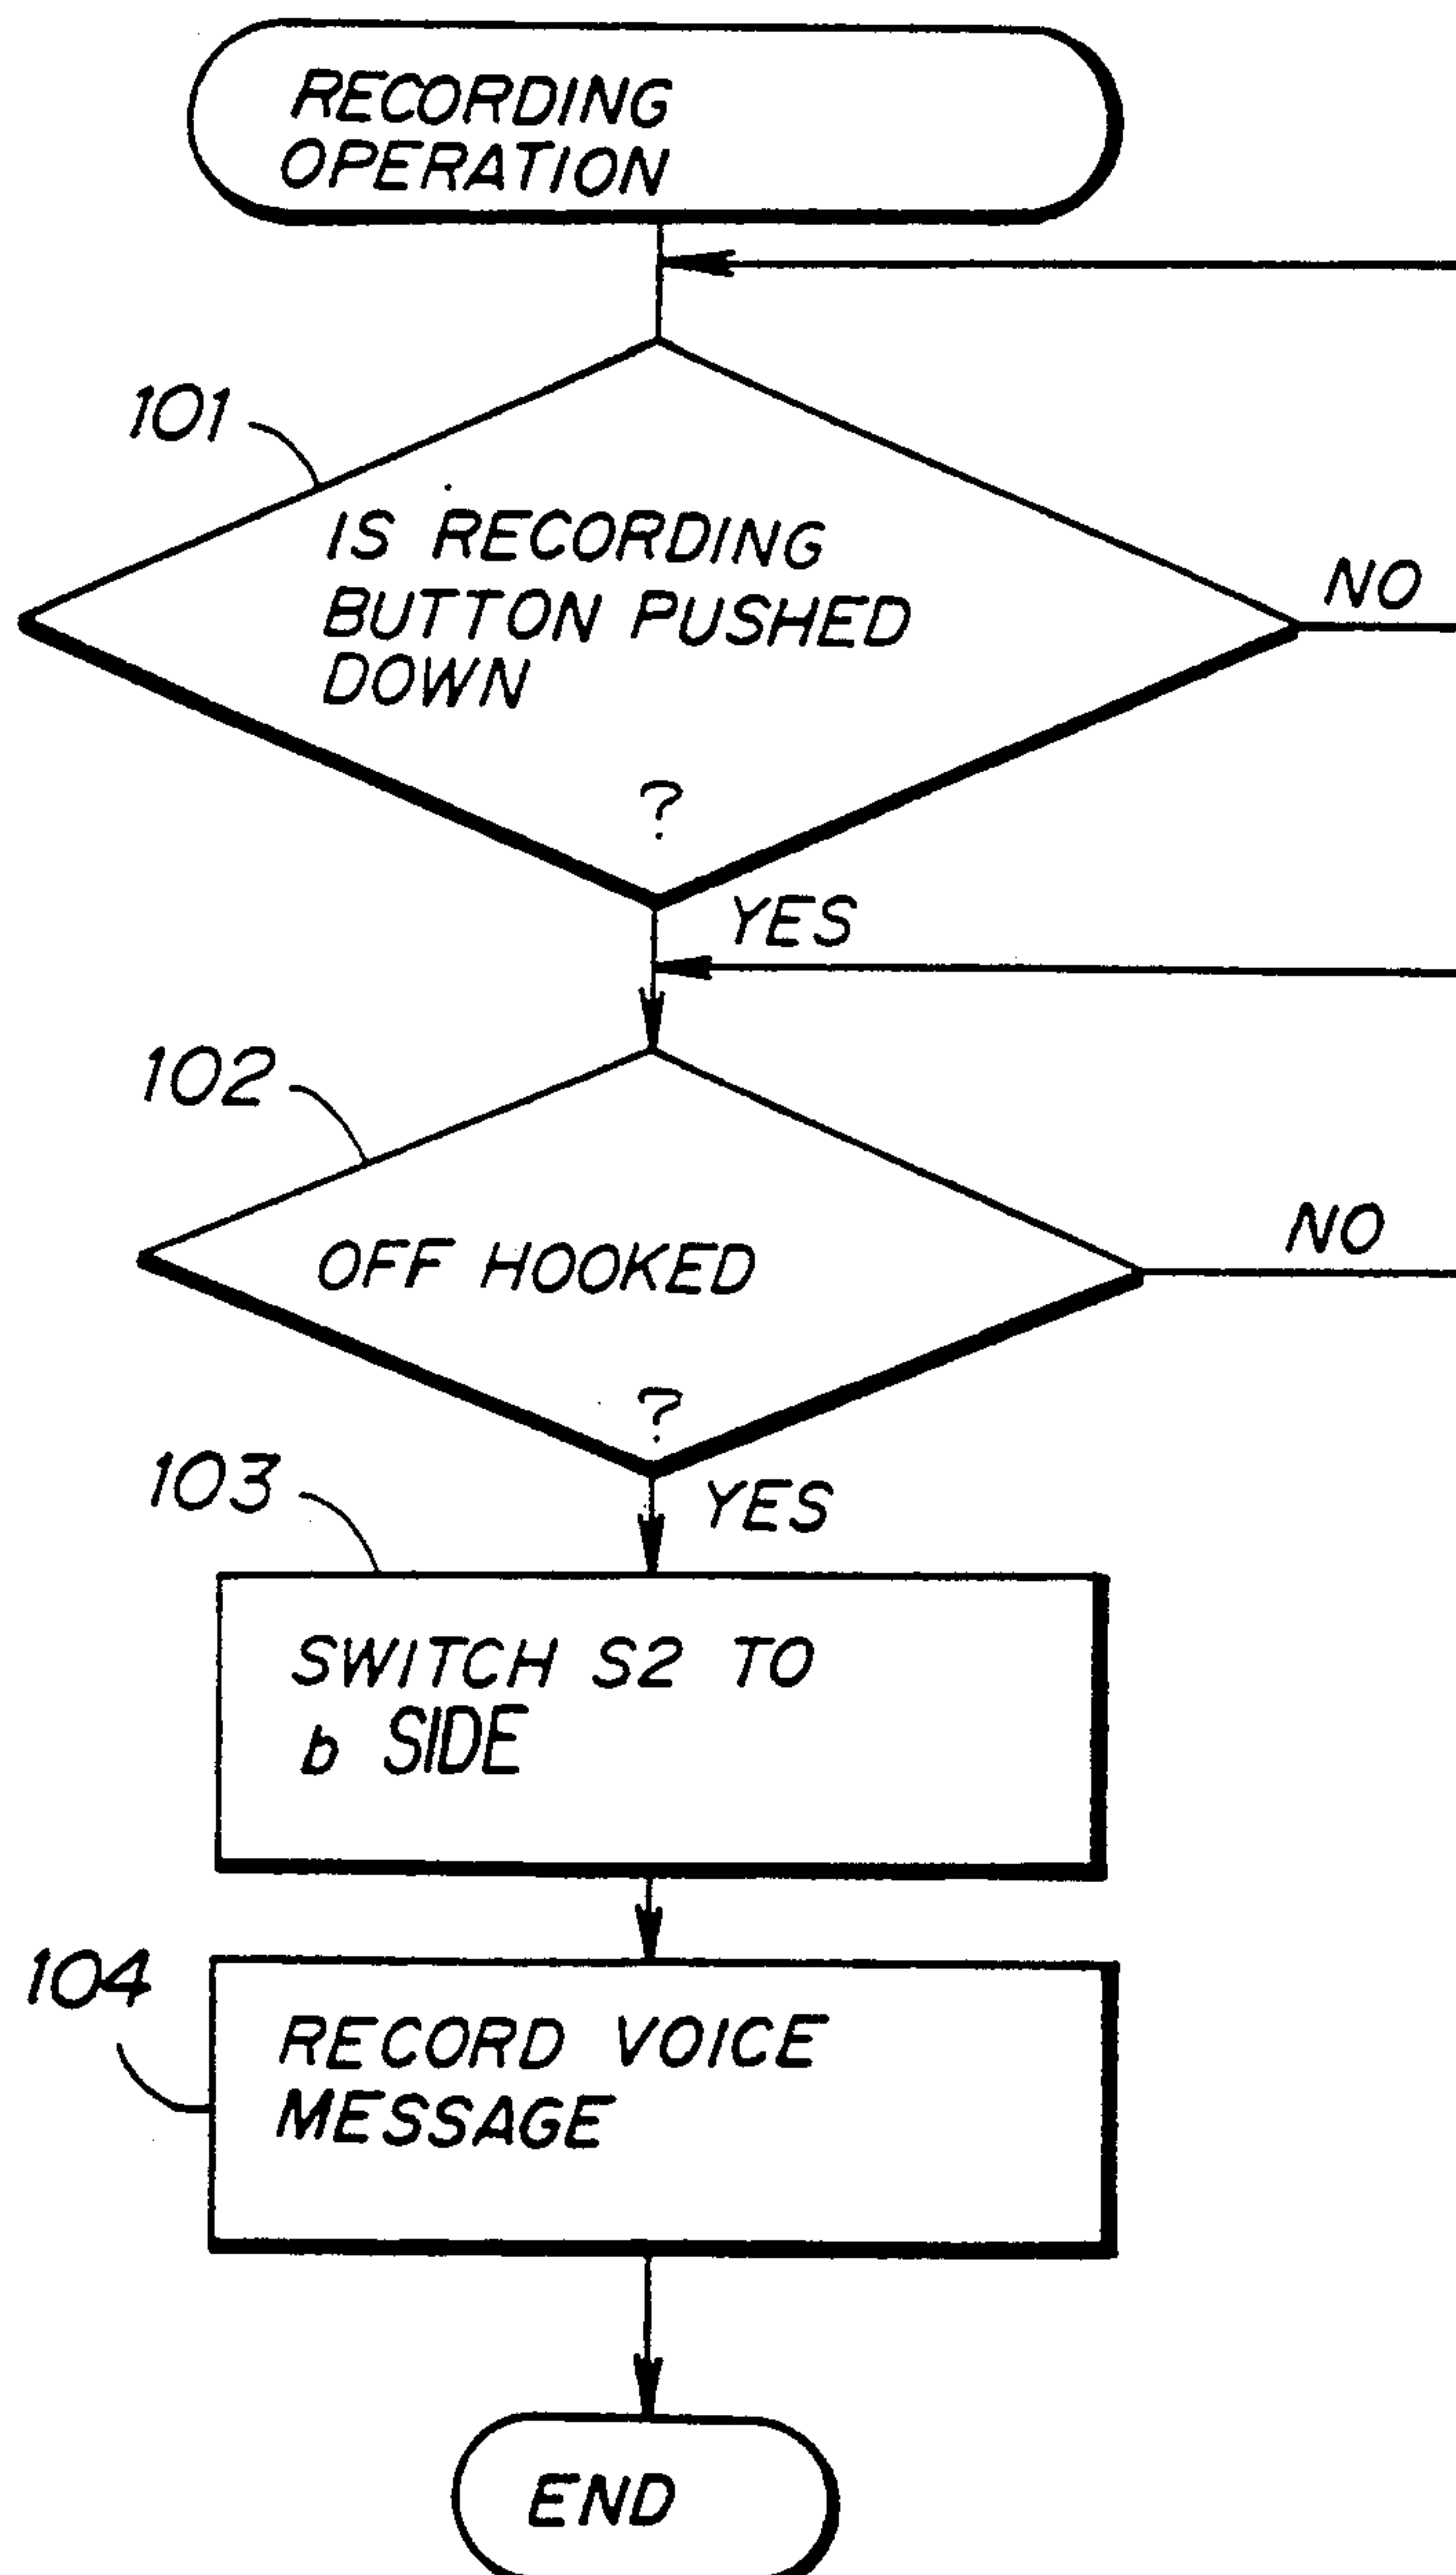 RECORDING
OPERATION
101
IS RECORDING
BUTTON PUSHED
DOWN
?
NO
YES
102
OFF HOOKED
?
NO
YES
103
SWITCH S2 TO
b SIDE
104
RECORD VOICE
MESSAGE
END